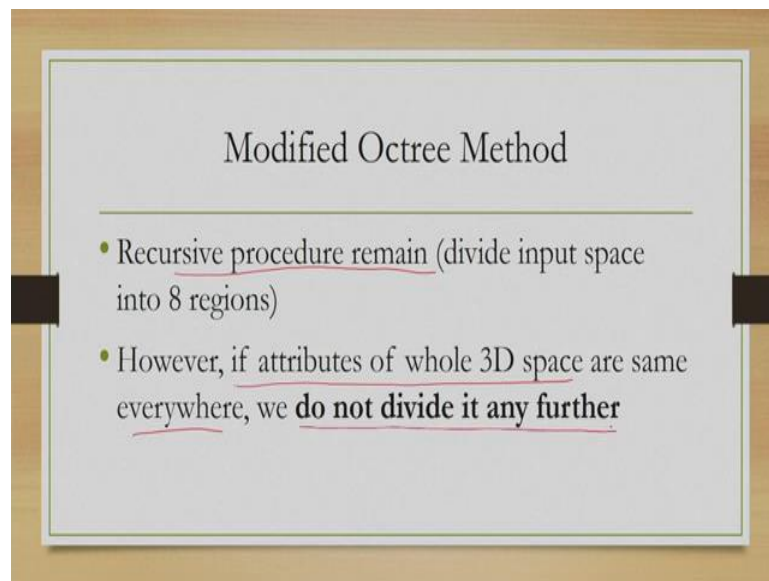 Modified Octree Method
• Recursive procedure remain (divide input space
into 8 regions)
• However, if attributes of whole 3D space are same
everywhere, we do not divide it any further